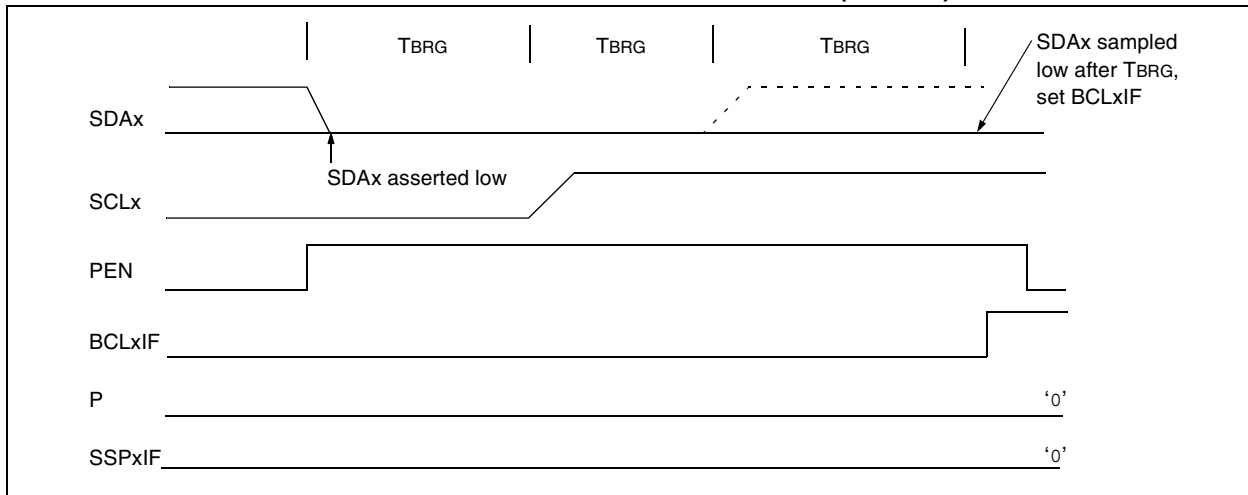 TBRG TBRG TBRG
SDAx sampled
low after TBRG,
set BCLxIF
SDAx
SDAx asserted low
SCLx
PEN
BCLxIF
P ‘0’
SSPxIF ‘0’